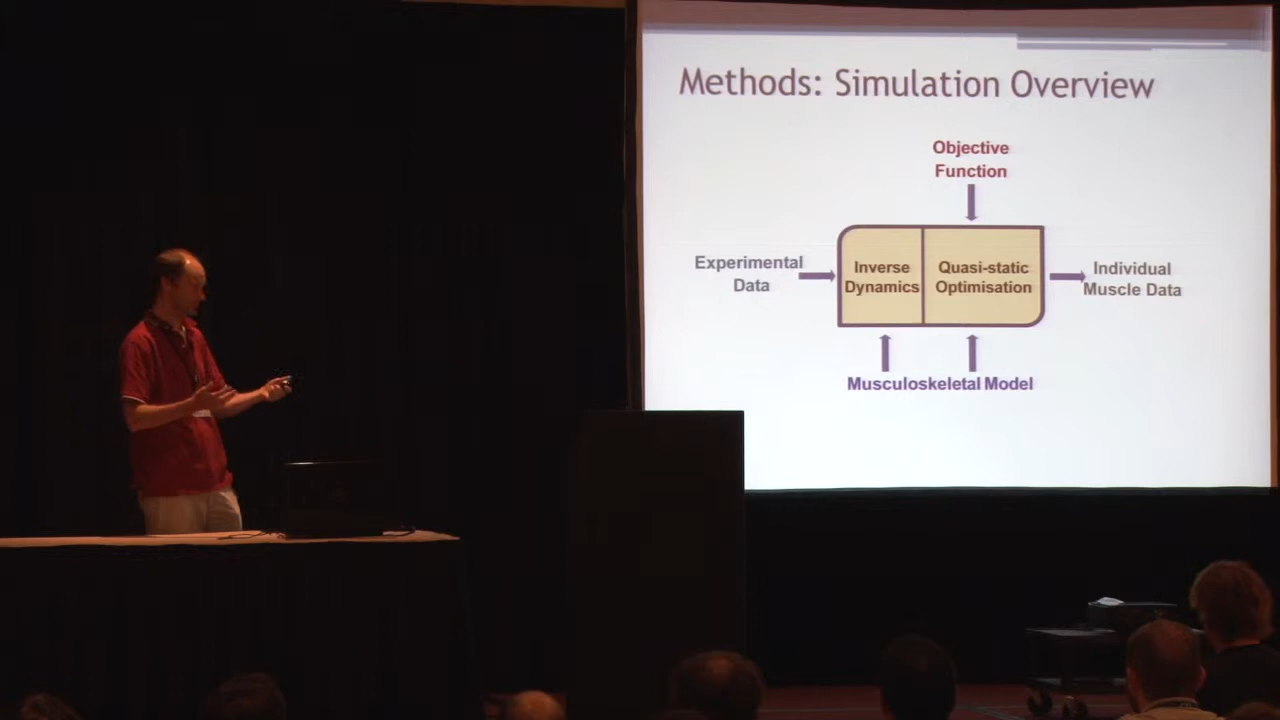 Methods: Simulation Overview
Objective
Function
Experimental
Data
Inverse
Dynamics
Quasi-static
Optimisation
Individual
Muscle Data
Musculoskeletal Model